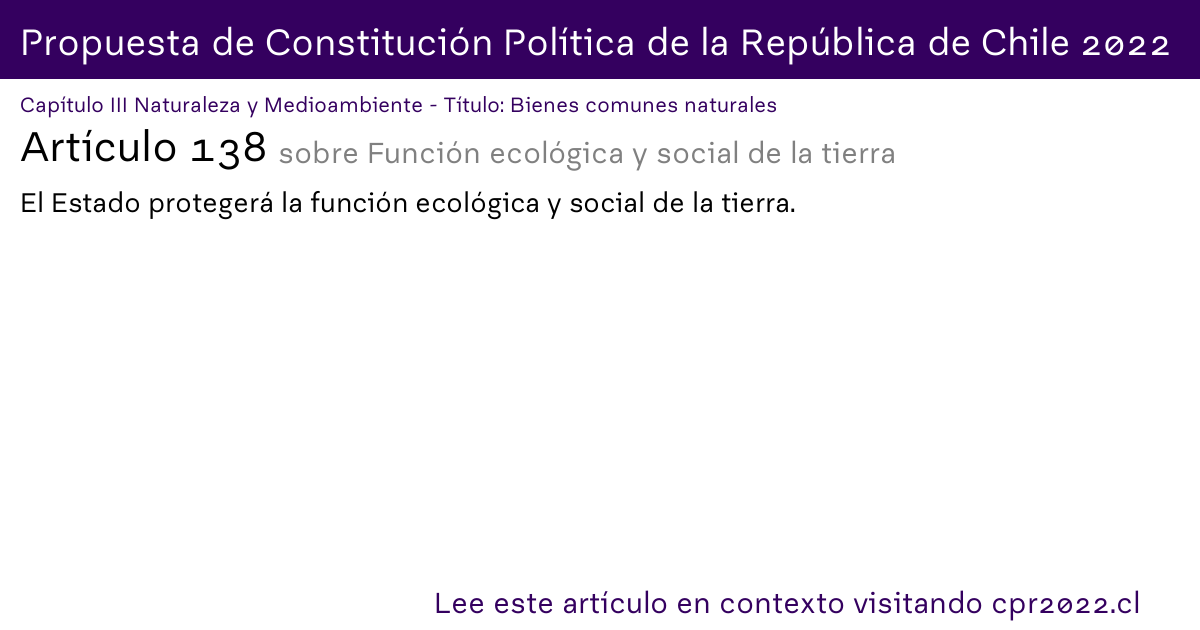 Propuesta de Constitución Política de la República de Chile 2022
Capítulo III Naturaleza y Medioambiente - Título: Bienes comunes naturales
Artículo 138 sobre Función ecológica y social de la tierra
El Estado protegerá la función ecológica y social de la tierra.
Lee este artículo en contexto visitando cpr2022.cl